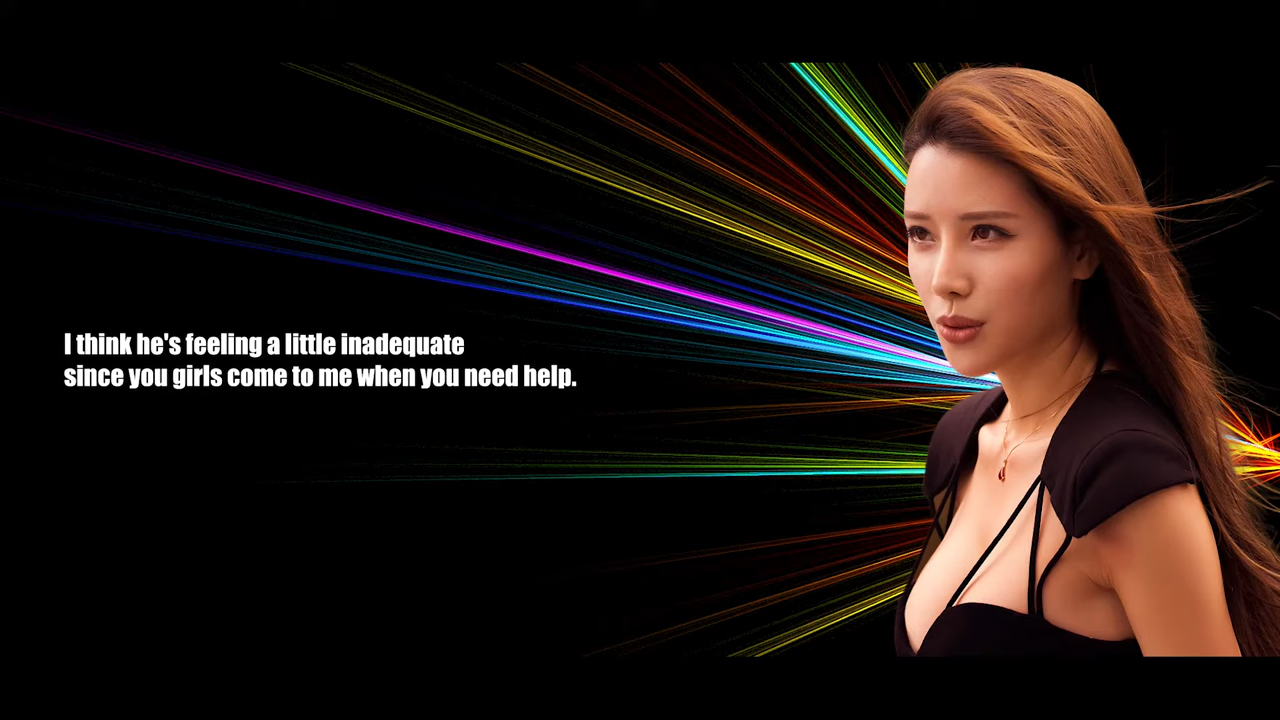 I think he's feeling a little inadequate
since you girls come to me when you need help.